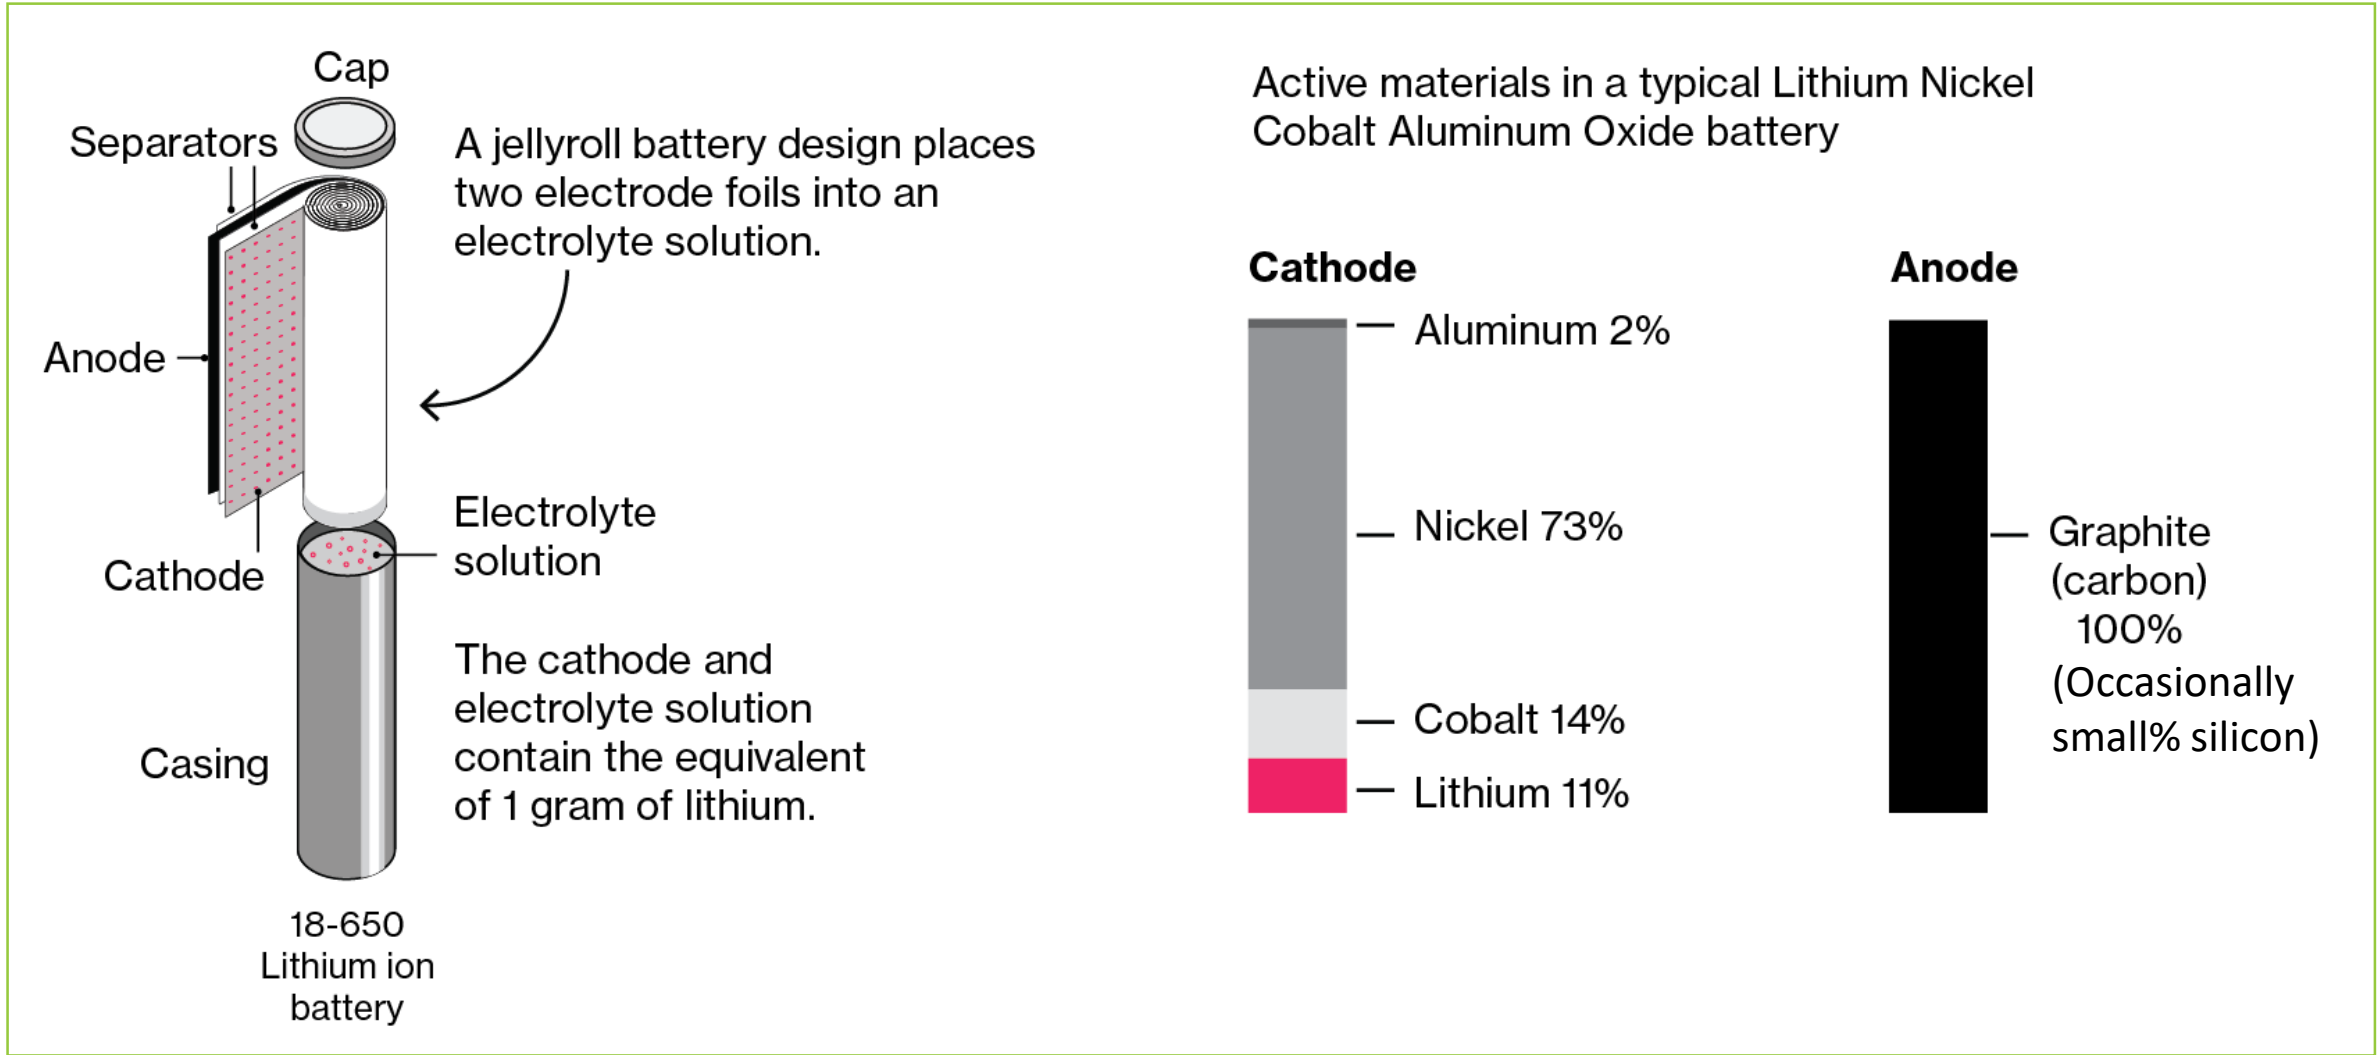 Cap
Separators
A jellyroll battery design places
two electrode foils into an
electrolyte solution.
Anode
Cathode
Electrolyte
solution
The cathode and
electrolyte solution
contain the equivalent
of 1 gram of lithium.
Casing
18-650
Lithium ion
battery
Active materials in a typical Lithium Nickel
Cobalt Aluminum Oxide battery
Cathode
Aluminum 2%
Nickel 73%
Cobalt 14%
Lithium 11%
Anode
Graphite
(carbon)
100%
(Occasionally
small% silicon)